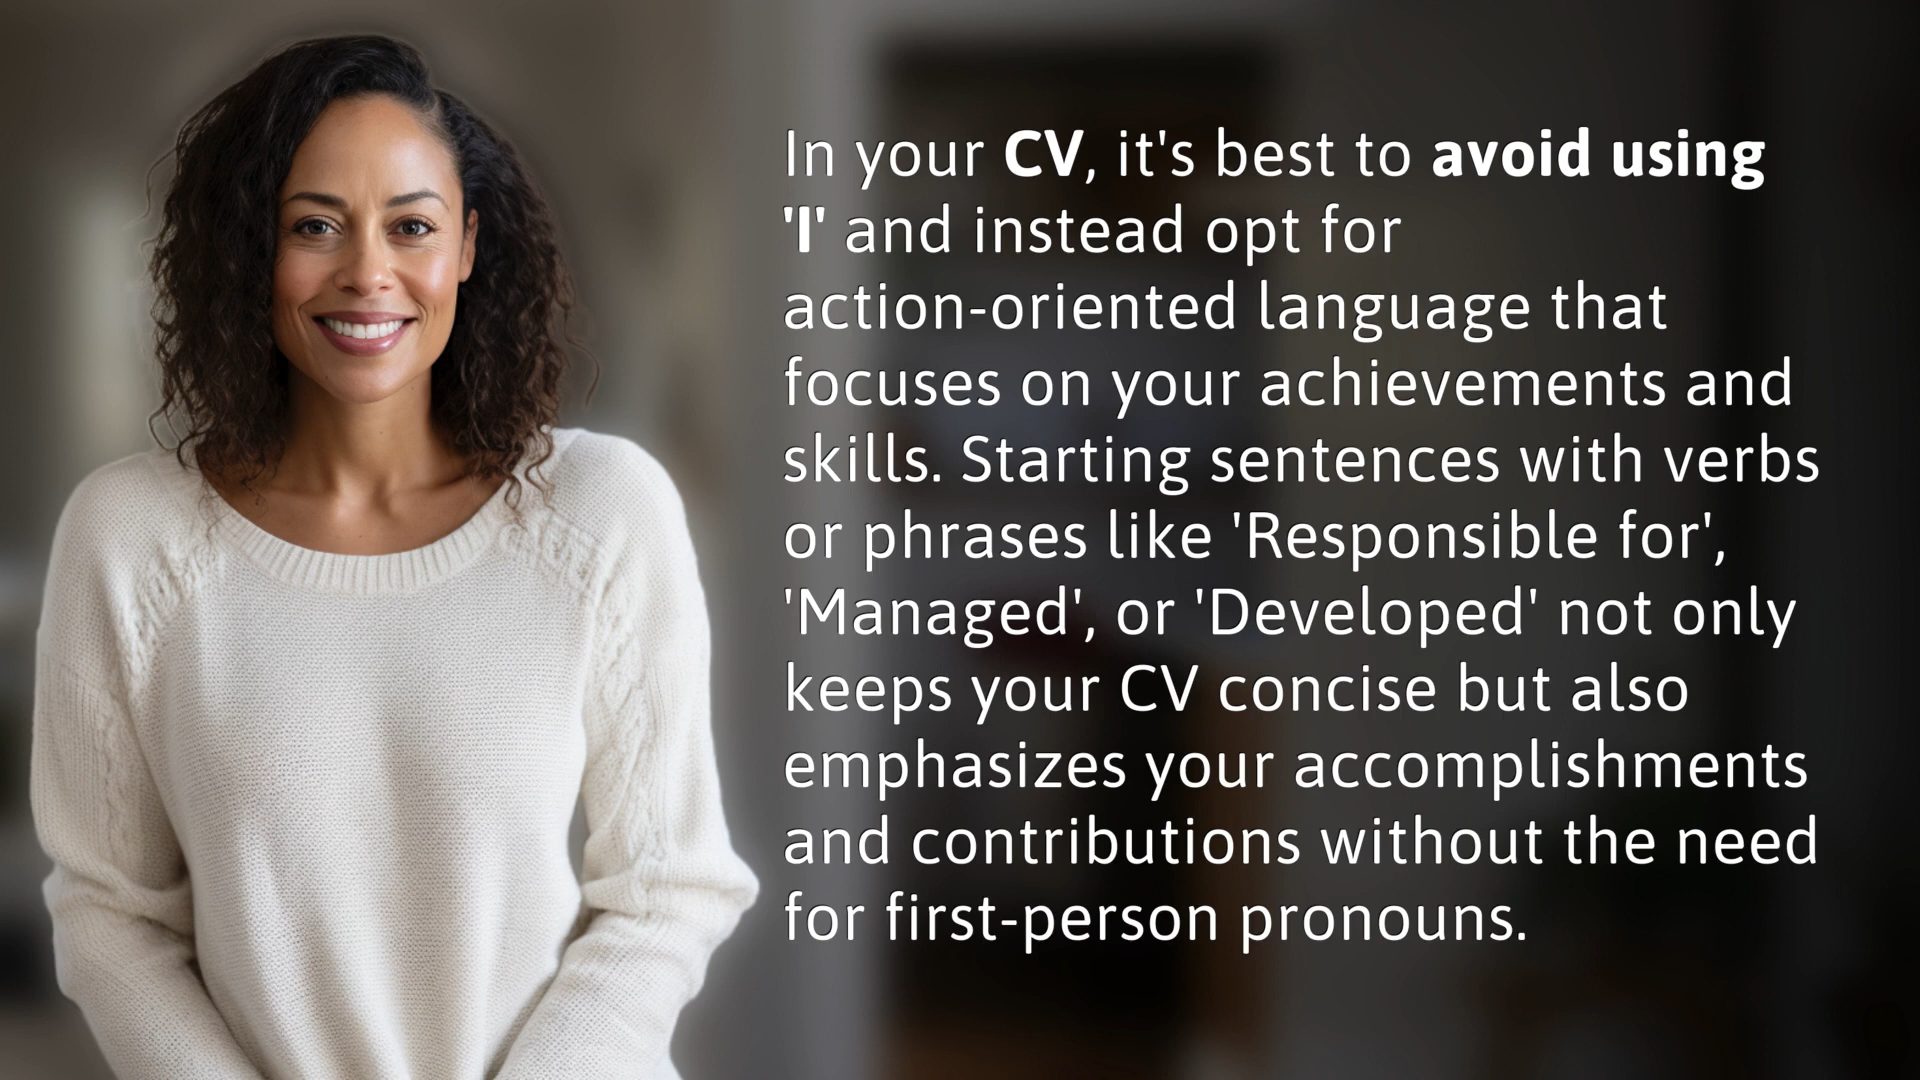 In your CV, it's best to avoid using
'I' and instead opt for
action-oriented language that
focuses on your achievements and
skills. Starting sentences with verbs
or phrases like 'Responsible for',
'Managed', or 'Developed' not only
keeps your CV concise but also
emphasizes your accomplishments
and contributions without the need
for first-person pronouns.